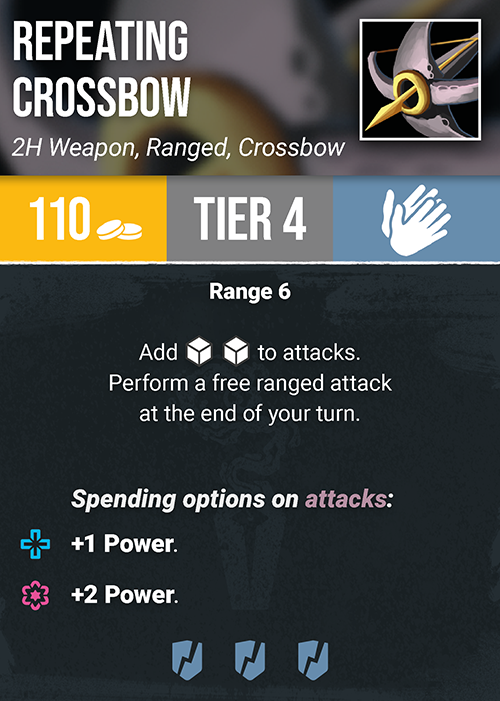 REPEATING
CROSSBOW
2H Weapon, Ranged, Crossbow
110
TIER 4
Range 6
Add to attacks.
Perform a free ranged attack
at the end of your turn.
Spending options on attacks:
+1 Power.
+2 Power.